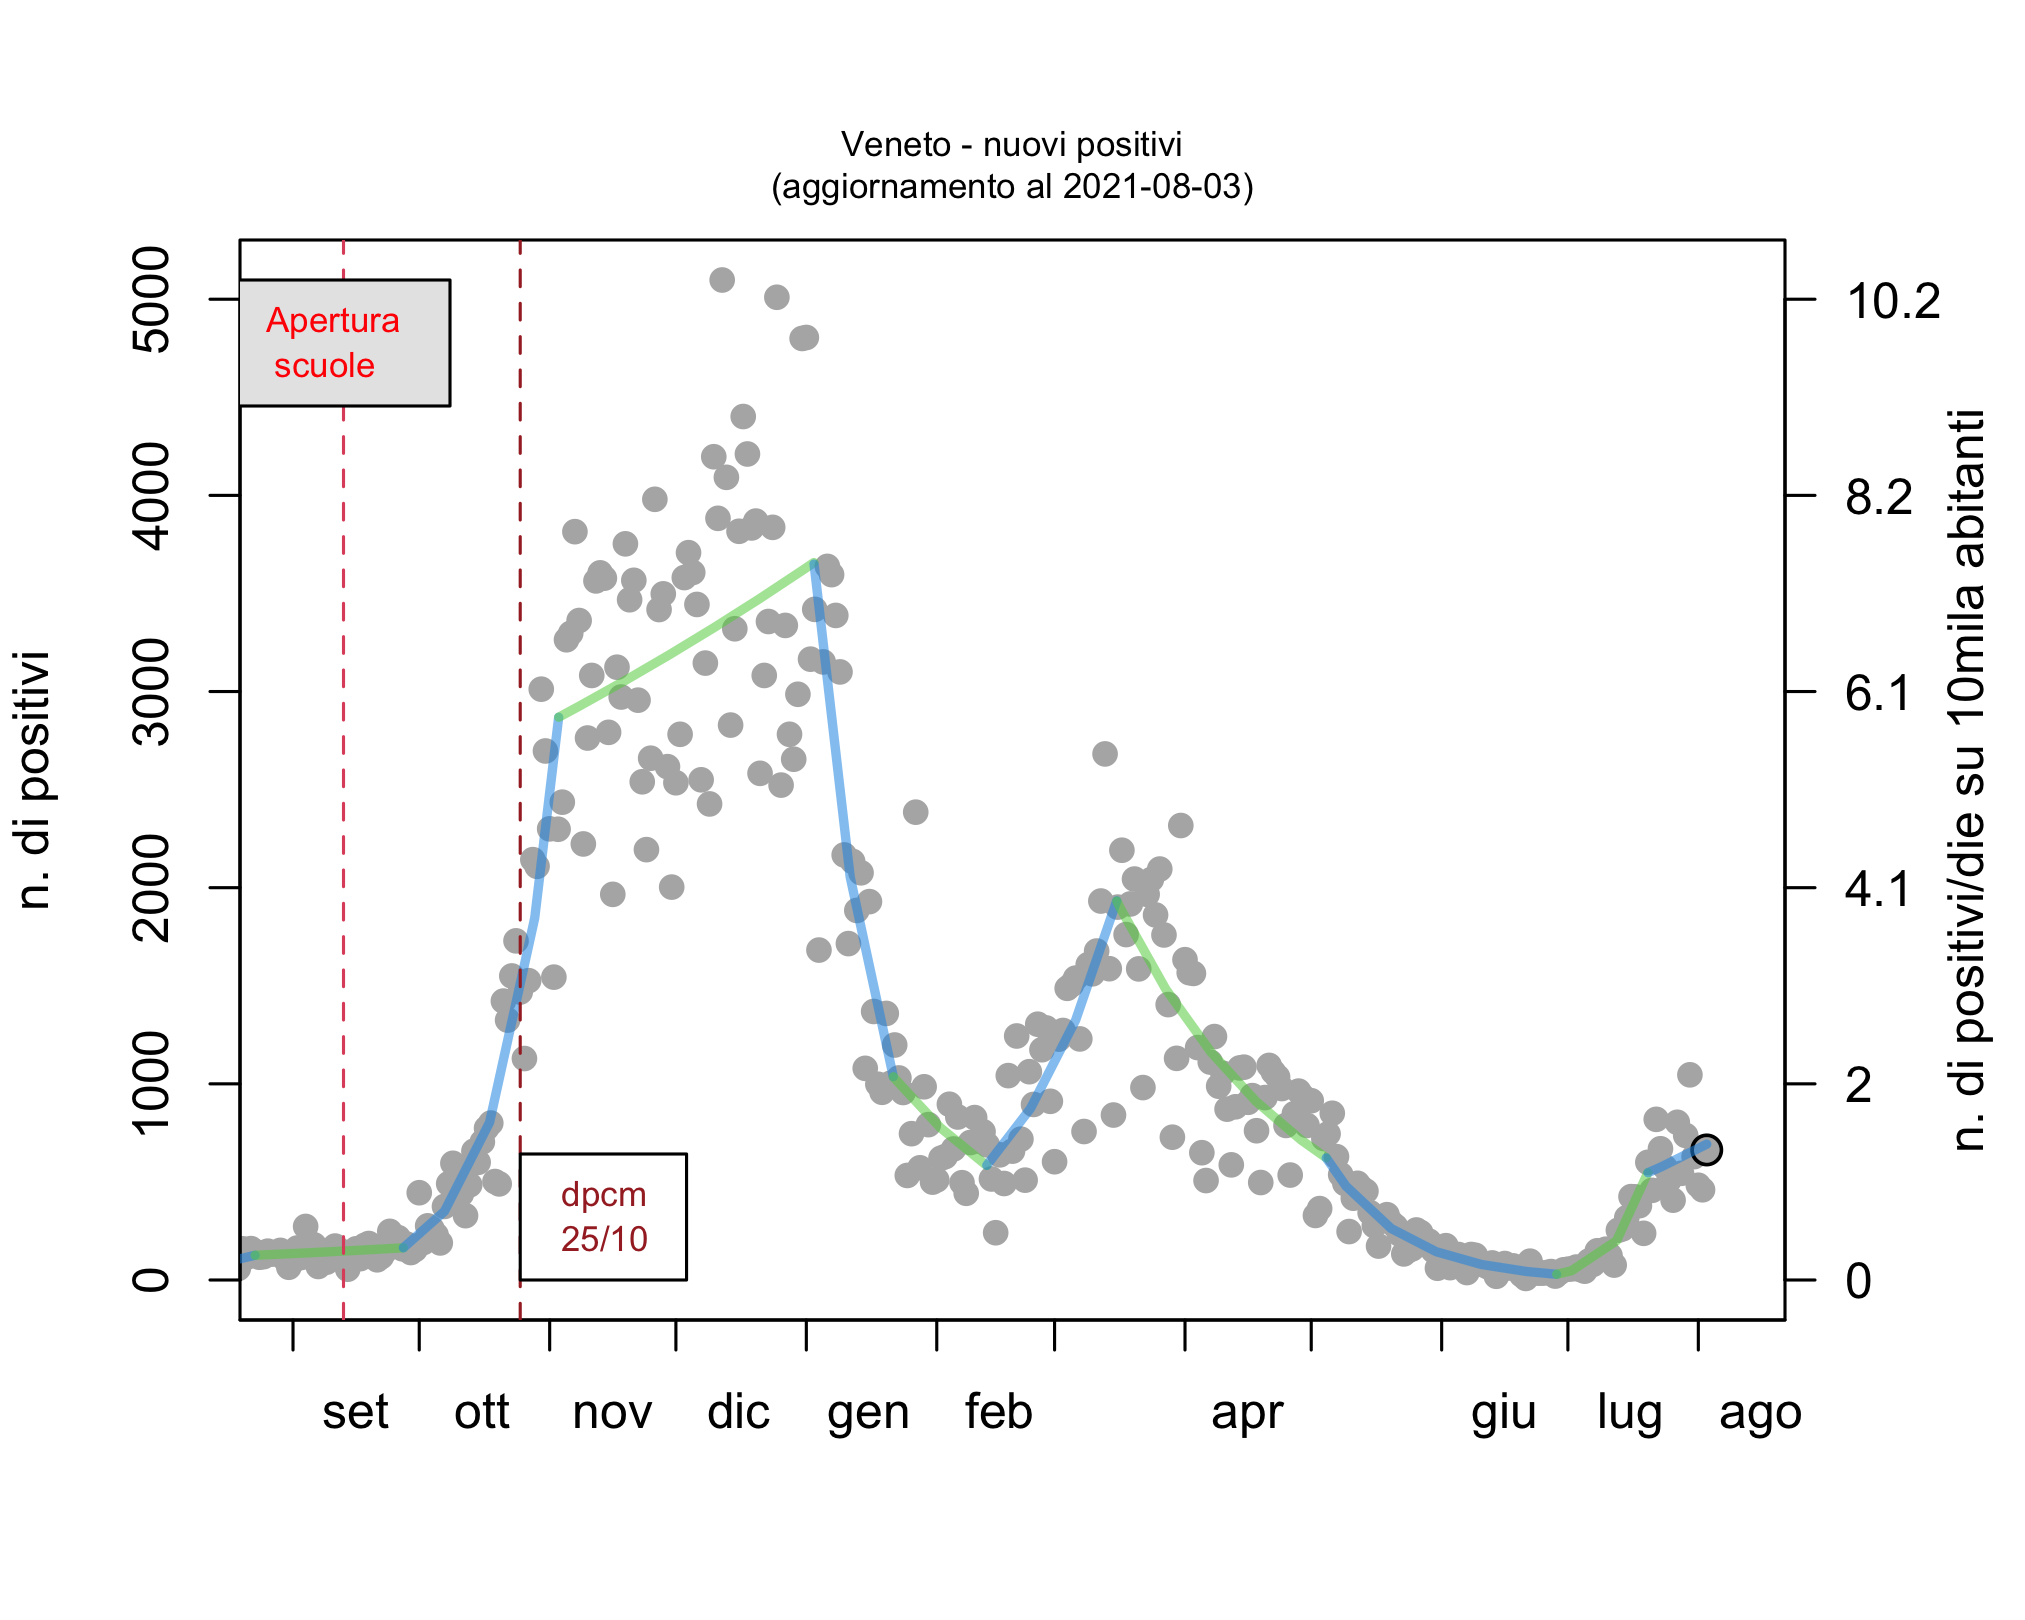 Veneto - nuovi positivi
(aggiornamento al 2021-08-03)
n. di positivi
5000
4000
3000
2000
1000
0
Apertura
scuole
dpcm
25/10
10.2
8.2
6.1
4.1
2
0
n. di positivi/die su 10mila abitanti
set ott nov dic gen feb apr giu lug ago